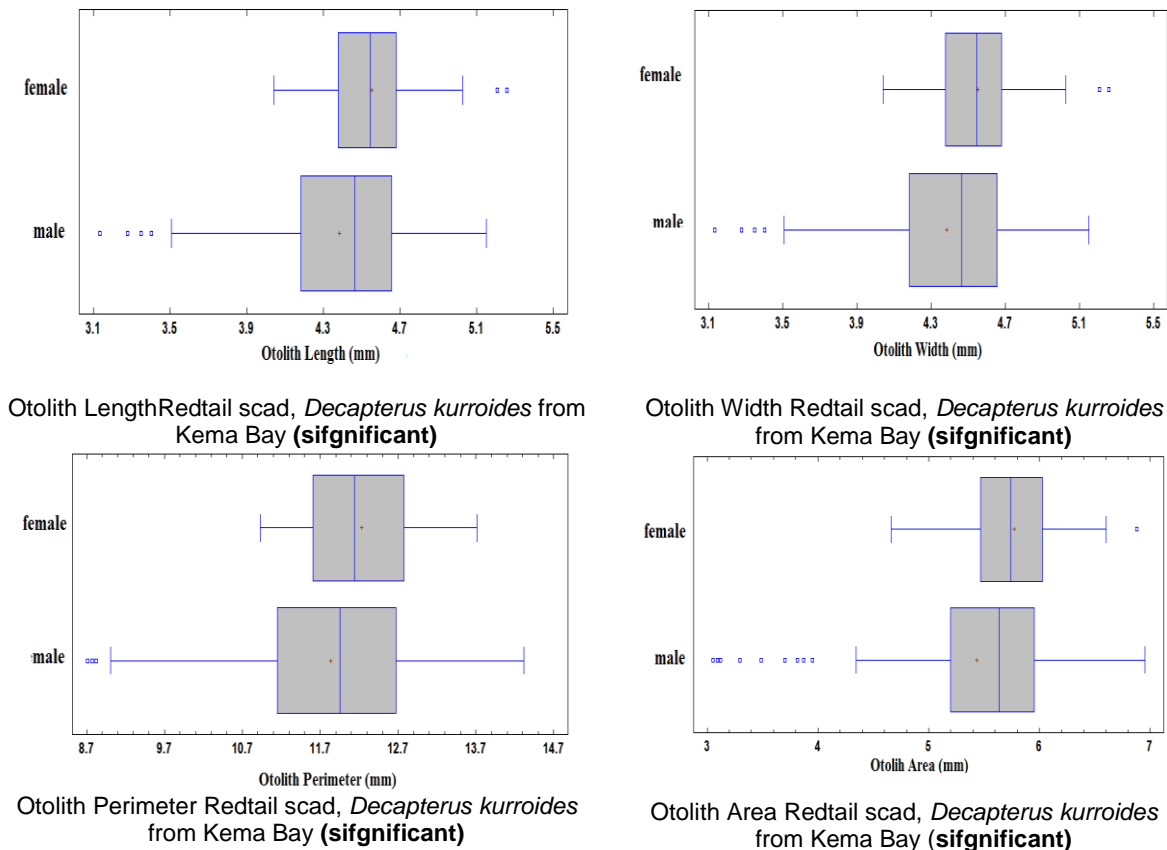 female
male
3.1 3.5 3.9 4.3 4.7 5.1 5.5
Otolith Length (mm)
Otolith LengthRedtail scad, Decapterus kurroides from
Kema Bay (sifgnificant)
female
male
3.1 3.5 3.9 4.3 4.7 5.1 5.5
Otolith Width (mm)
Otolith Width Redtail scad, Decapterus kurroides
from Kema Bay (sifgnificant)
female
male
8.7 9.7 10.7 11.7 12.7 13.7 14.7
Otolith Perimeter (mm)
Otolith Perimeter Redtail scad, Decapterus kurroides
from Kema Bay (sifgnificant)
female
male
3 4 5 6 7
Otolih Area (mm)
Otolith Area Redtail scad, Decapterus kurroides
from Kema Bay (sifgnificant)